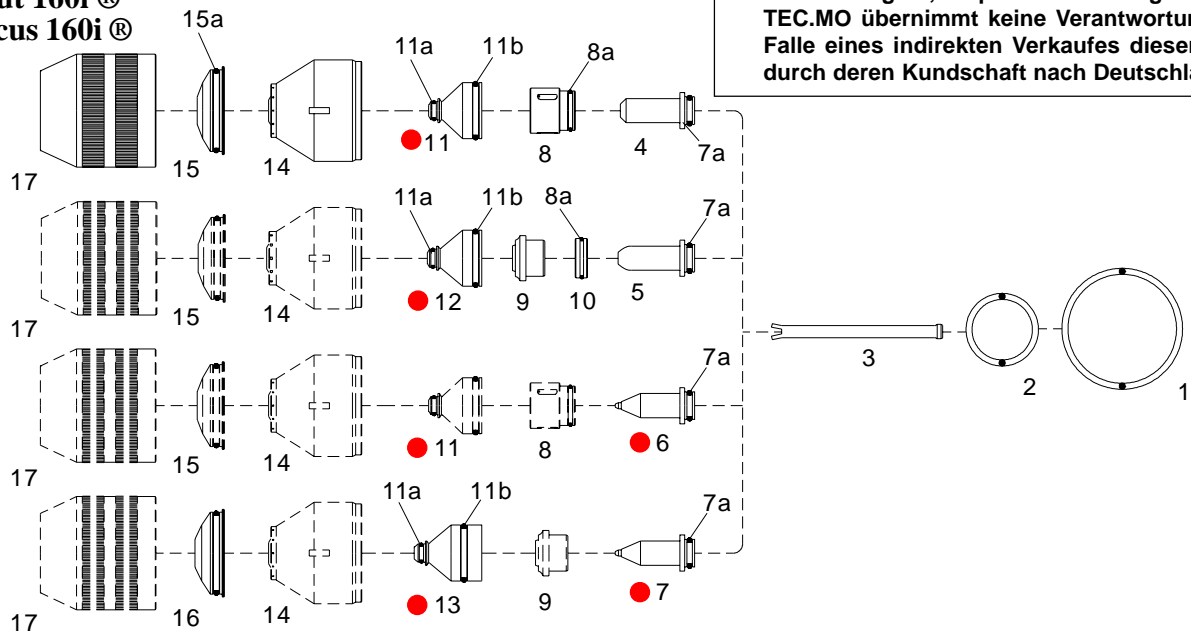 ut 160i ®
cus 160i ®
TEC.MO übernimmt keine Verantwortun
Falle eines indirekten Verkaufes dieser
durch deren Kundschaft nach Deutschla
15a
11a
11b
8a
17
15
14
11
8
4
7a
11a
11b
8a
7a
17
15
14
12
9
10
5
3
2
1
7a
17
15
14
11
8
6
11a
11b
7a
17
16
14
13
9
7